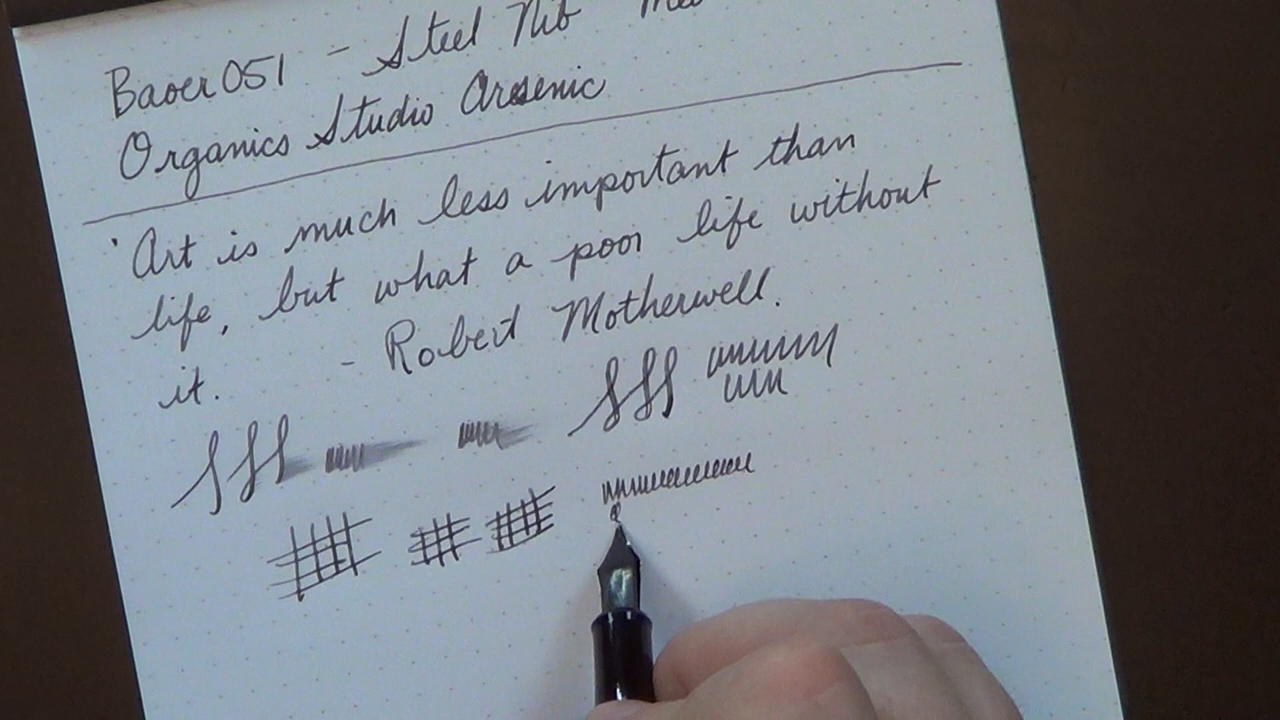 Baoer 051 - Steel Nib
Organics Studio Arsenic
'Art is much less important than
life, but what a poor life without
it. - Robert Motherwell.